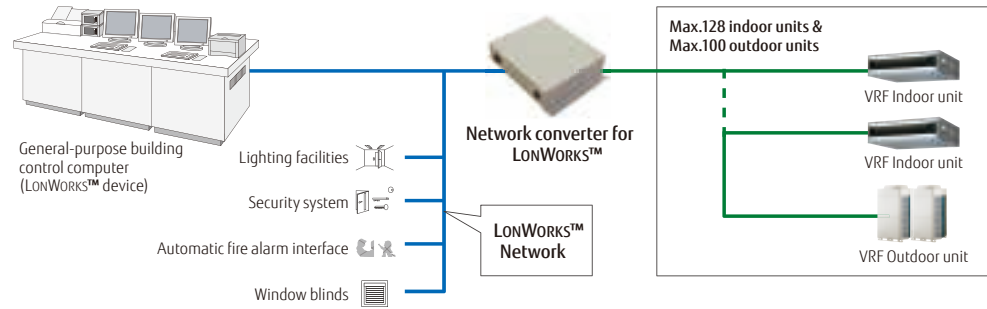 Max.128 indoor units &
Max.100 outdoor units
VRF Indoor unit
VRF Indoor unit
VRF Outdoor unit
Network converter for
LONWORKS™
General-purpose building
control computer
(LONWORKS™ device)
Lighting facilities
Security system
Automatic fire alarm interface
Window blinds
LONWORKS™
Network